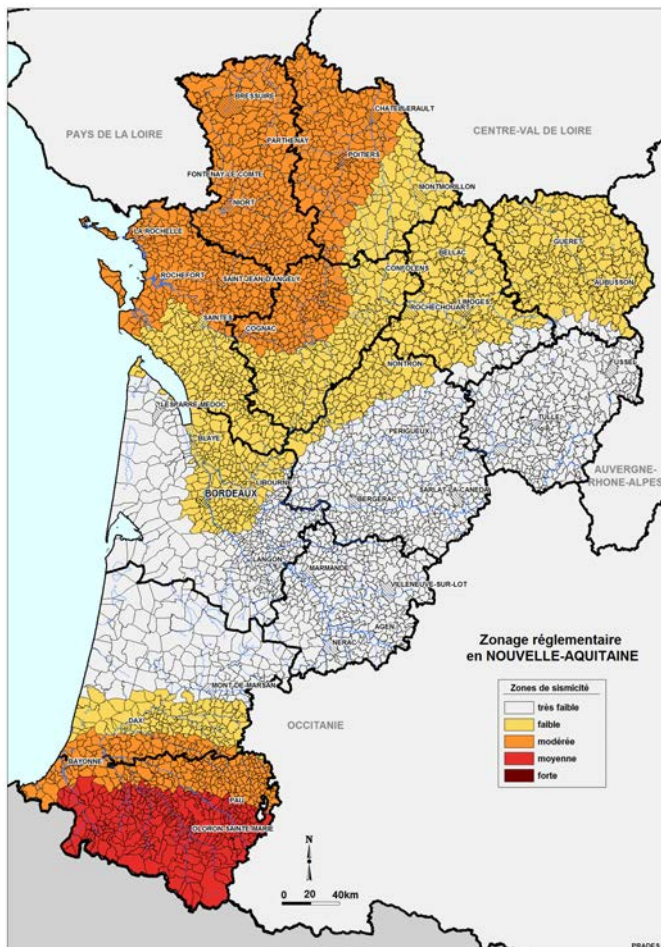 PAYS DE LA LOIRE
CENTRE-VAL DE LOIRE
BRESSUIRE
CHATELLERAULT
PARTHENAY
POITIERS
FONTENAY-LE-COMTE
MONTMORILLON
NIORT
LA ROCHELLE
BELLAC
GUERET
CONFOLENS
ROCHEFORT
SAINT-JEAN-D'ANGELY
AUBUSSON
ROCHECHOUART
LIMOGES
SAINTES
COGNAC
NONTRON
USSEL
LESPARRE-MEDOC
TULLE
BLAYE
PERIGUEUX
AUVERGNE-
RHONE-ALPES
LIBOURNE
BORDEAUX
BERGERAC
SARLAT-LA-CANEDA
LANGON
MARMANDE
VILLENEUVE-SUR-LOT
AGEN
NERAC
Zonage réglementaire
en NOUVELLE-AQUITAINE
MONT-DE-MARSAN
Zones de sismicité
très faible
faible
modérée
moyenne
forte
DAX
OCCITANIE
BAYONNE
PAU
OLORON-SAINTE-MARIE
N
0 20 40km
PRADES